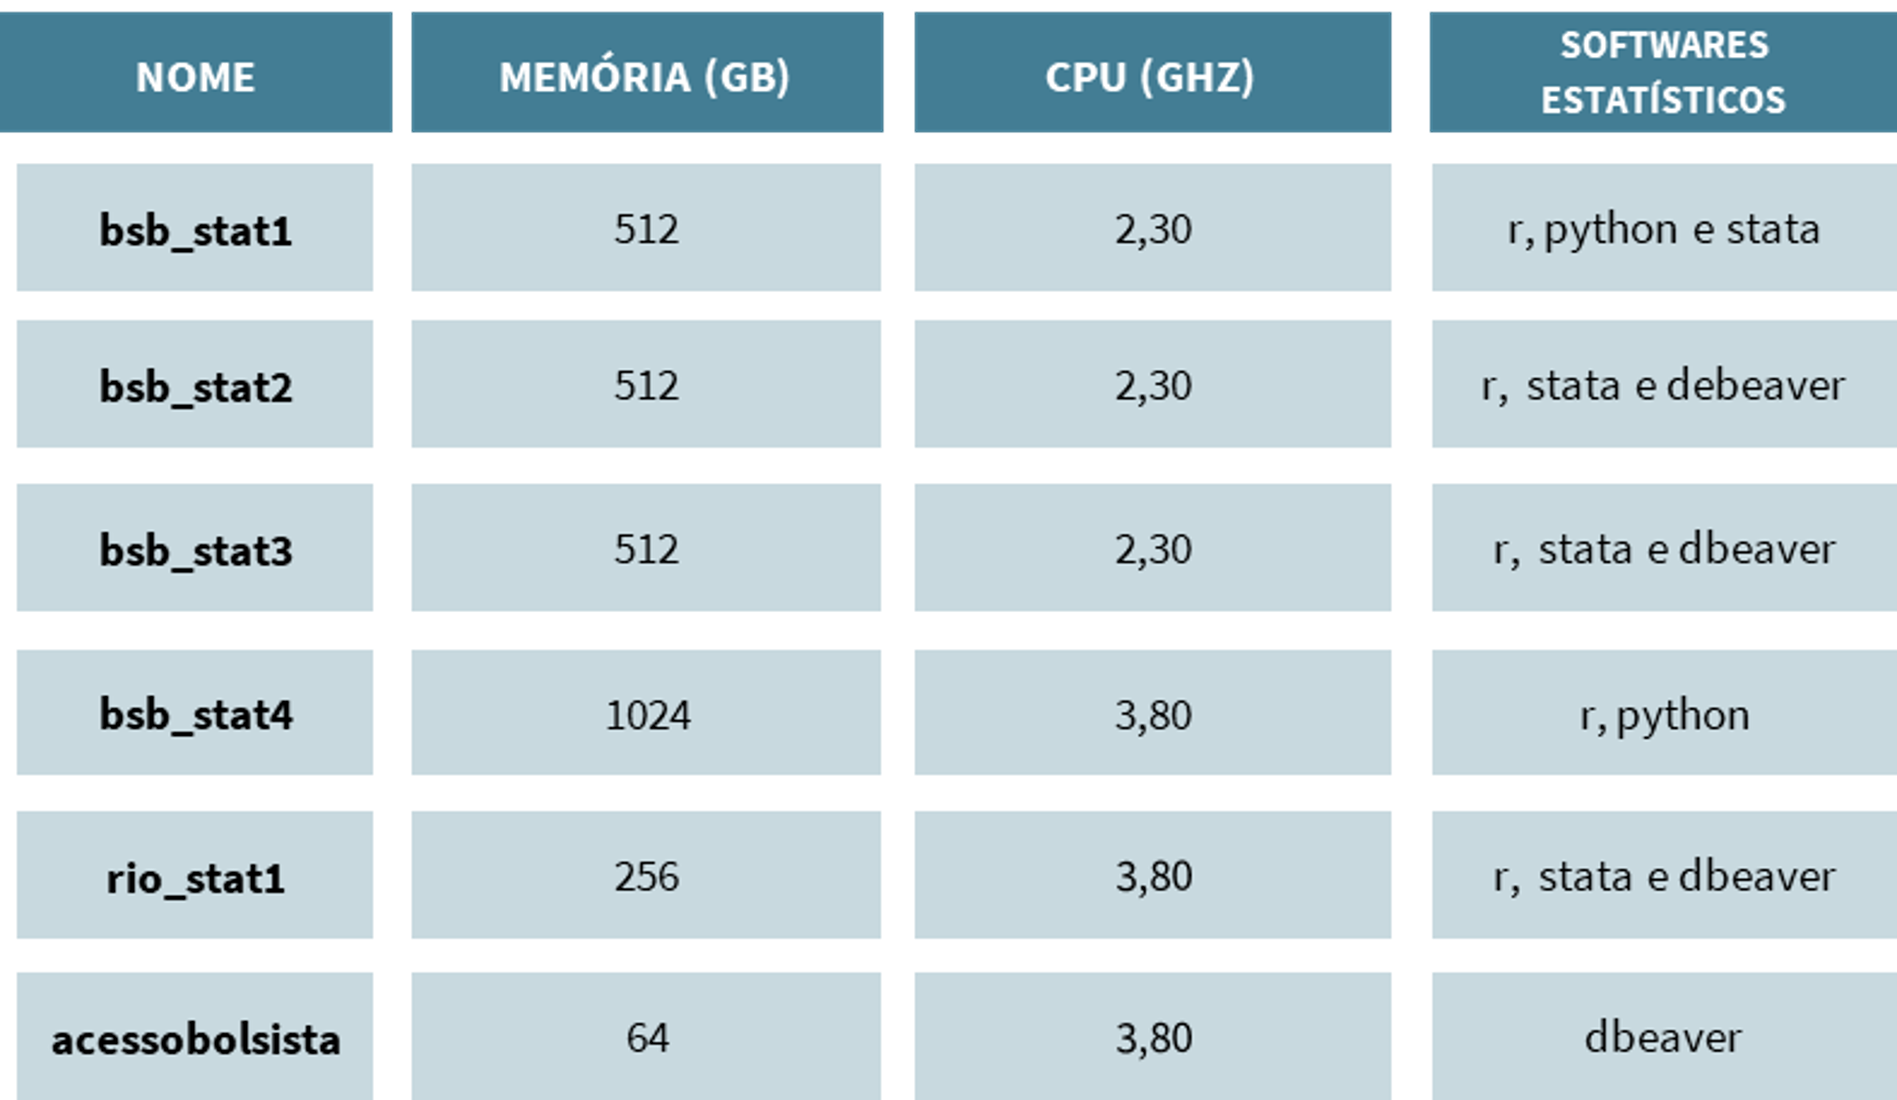 NOME MEMÓRIA (GB) CPU (GHZ) SOFTWARES
ESTATÍSTICOS
bsb_stat1 512 2,30 r, python e stata
bsb_stat2 512 2,30 r, stata e debeaver
bsb_stat3 512 2,30 r, stata e dbeaver
bsb_stat4 1024 3,80 r, python
rio_stat1 256 3,80 r, stata e dbeaver
acessobolsista 64 3,80 dbeaver